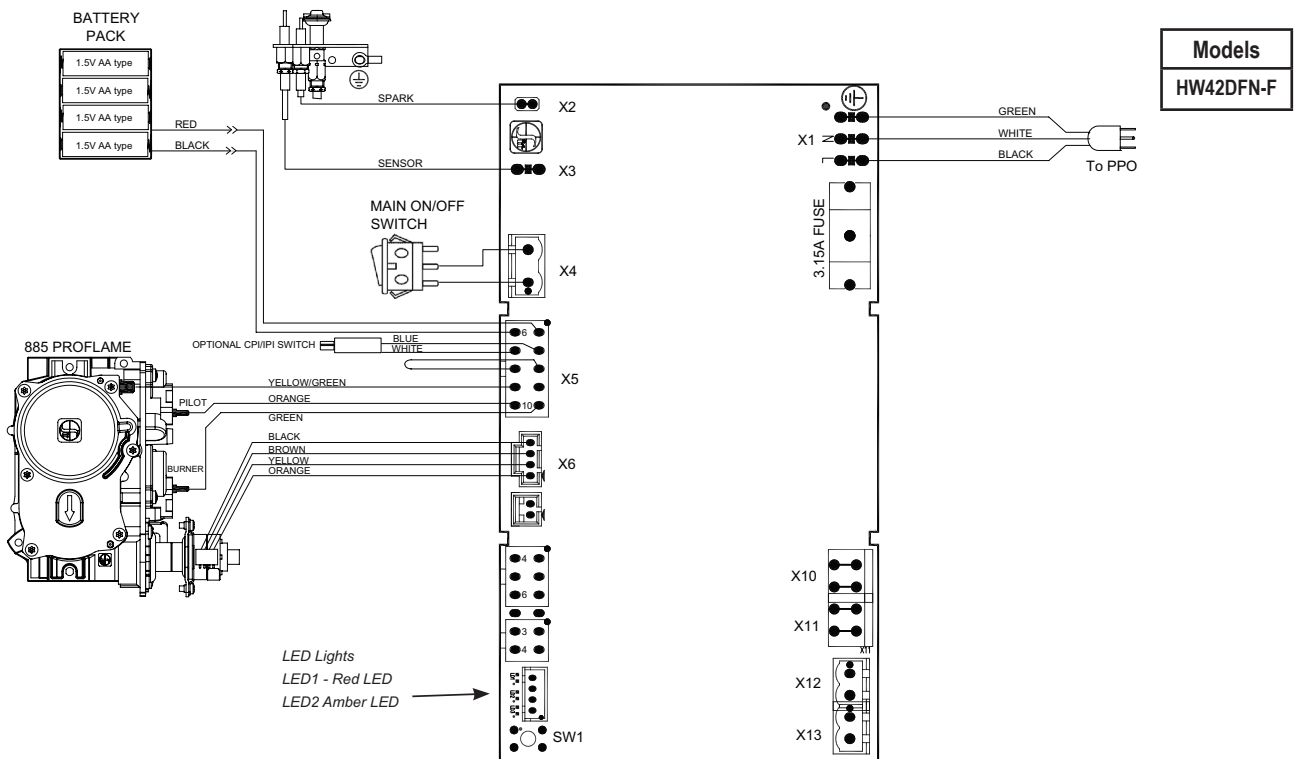 BATTERY
PACK
1.5V AA type
1.5V AA type
1.5V AA type
1.5V AA type
RED
BLACK
SPARK
X2
SENSOR
X3
MAIN ON/OFF
SWITCH
X4
X1
N
L
GREEN
WHITE
BLACK
To PPO
3.15A FUSE
Models
HW42DFN-F
885 PROFLAME
OPTIONAL CPI/IPI SWITCH
BLUE
WHITE
6
X5
YELLOW/GREEN
PILOT
ORANGE
10
GREEN
BLACK
BROWN
YELLOW
ORANGE
X6
BURNER
4
6
3
4
LED Lights
LED1 - Red LED
LED2 Amber LED
SW1
X10
X11
X11
X12
X13